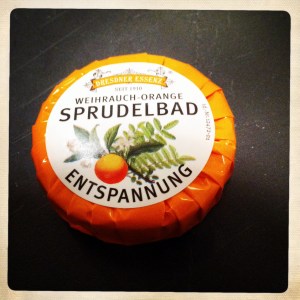 DRESDNER ESSENZ
SEIT 1910
WEIHRAUCH-ORANGE
SPRUDELBAD
ENTSPANNUNG